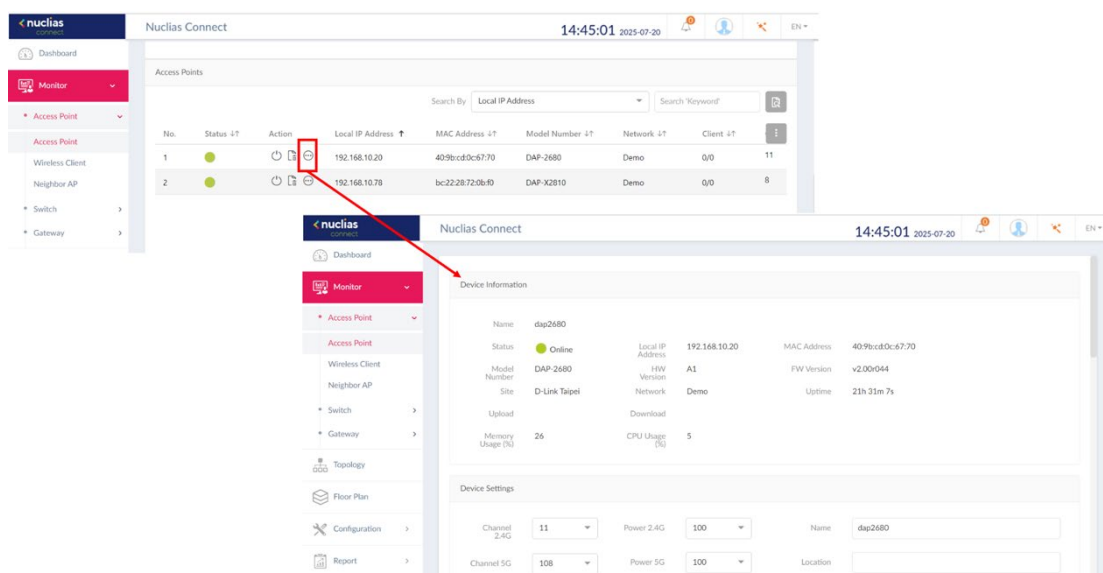 nuclias
connect
Nuclias Connect
14:45:01 2025-07-20
0
EN
Dashboard
Monitor
Access Point
Access Point
Wireless Client
Neighbor AP
Switch
Gateway
Access Points
Search By Local IP Address Search 'Keyword'
No. Status Action Local IP Address MAC Address Model Number Network Client
1 192.168.10.20 40:9b:cd:0c:67:70 DAP-2680 Demo 0/0 11
2 192.168.10.78 bc:22:28:72:0b:f0 DAP-X2810 Demo 0/0 8
nuclias
connect
Nuclias Connect
14:45:01 2025-07-20
0
EN
Dashboard
Monitor
Access Point
Access Point
Wireless Client
Neighbor AP
Switch
Gateway
Topology
Floor Plan
Configuration
Report
Device Information
Name dap2680
Status Online Local IP Address 192.168.10.20 MAC Address 40:9b:cd:0c:67:70
Model Number DAP-2680 HW Version A1 FW Version v2.00r044
Site D-Link Taipei Network Demo Uptime 21h 31m 7s
Upload Download
Memory Usage (%) 26 CPU Usage (%) 5
Device Settings
Channel 2.4G 11 Power 2.4G 100 Name dap2680
Channel 5G 108 Power 5G 100 Location